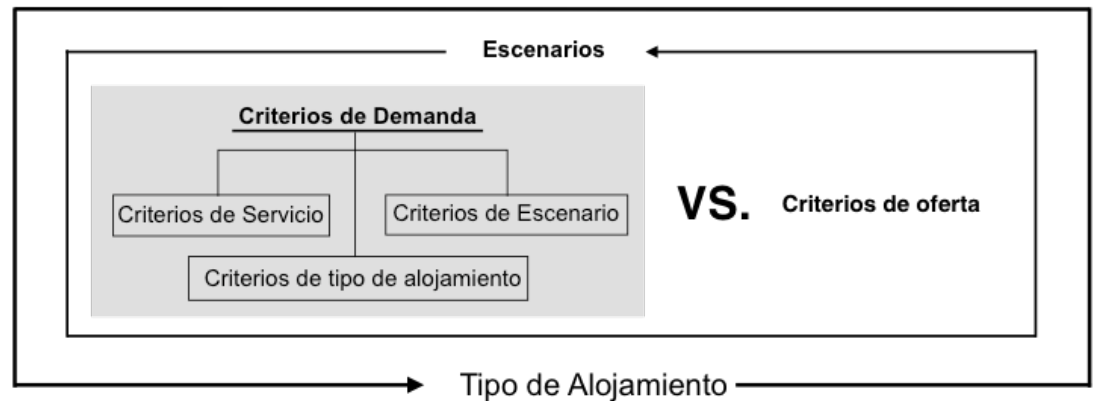 Escenarios
Criterios de Demanda
Criterios de Servicio
Criterios de Escenario
Criterios de tipo de alojamiento
VS.
Criterios de oferta
Tipo de Alojamiento